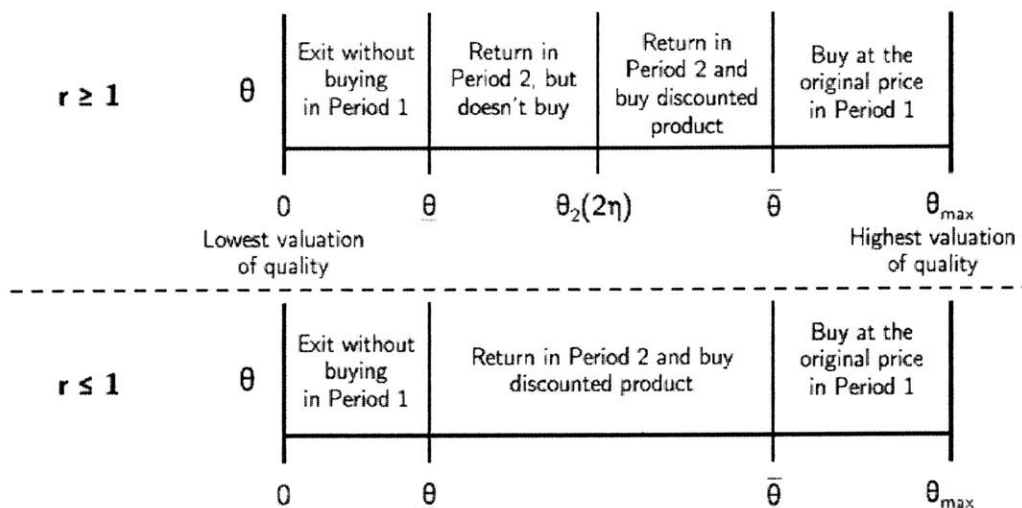 Exit without
buying
in Period 1
Return in
Period 2, but
doesn't buy
Return in
Period 2 and
buy discounted
product
Buy at the
original price
in Period 1
r ≥ 1
θ
0
θ̲
θ₂(2η)
θ̅
θmax
Lowest valuation
of quality
Highest valuation
of quality
Exit without
buying
in Period 1
Return in Period 2 and buy
discounted product
Buy at the
original price
in Period 1
r ≤ 1
θ
0
θ
θ̅
θmax